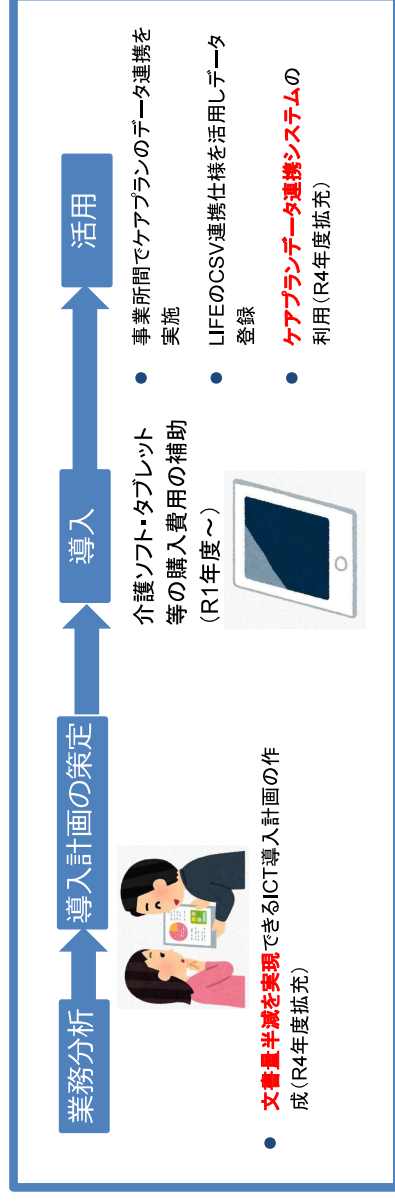 業務分析
導入計画の策定
導入
活用
● 文書量半減を実現できるICT導入計画の作
成（R4年度拡充）
介護ソフト・タブレット
等の購入費用の補助
（R1年度～）
● 事業所間でケアプランのデータ連携を
実施
● LIFEのCSV連携仕様を活用しデータ
登録
● ケアプランデータ連携システムの
利用（R4年度拡充）